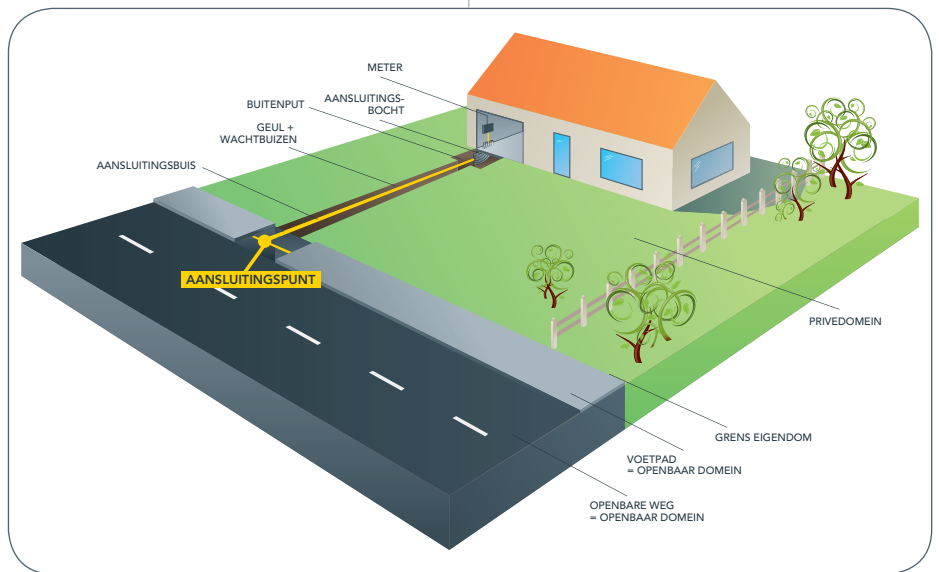 METER
BUITENPUT
AANSLUITINGS-
BOCHT
GEUL +
WACHTBUIZEN
AANSLUITINGSBUIS
AANSLUITINGSPUNT
PRIVEDOMEIN
GRENS EIGENDOM
VOETPAD
= OPENBAAR DOMEIN
OPENBARE WEG
= OPENBAAR DOMEIN